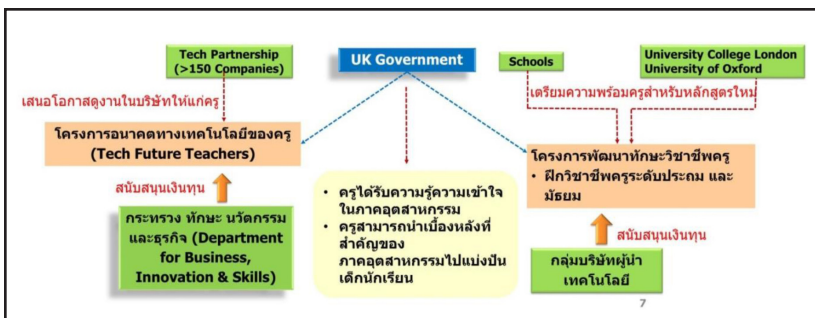 Tech Partnership
(>150 Companies)
UK Government
Schools
University College London
University of Oxford
เสนอโอกาสดูงานในบริษัทให้แก่ครู
เตรียมความพร้อมครูสำหรับหลักสูตรใหม่
โครงการอนาคตทางเทคโนโลยีของครู
(Tech Future Teachers)
โครงการพัฒนาทักษะวิชาชีพครู
• ฝึกวิชาชีพครูระดับประถม และ
มัธยม
สนับสนุนเงินทุน
กระทรวง ทักษะ นวัตกรรม
และธุรกิจ (Department
for Business,
Innovation & Skills)
• ครูได้รับความรู้ความเข้าใจ
ในภาคอุตสาหกรรม
• ครูสามารถนำเบื้องหลังที่
สำคัญของ
ภาคอุตสาหกรรมไปแบ่งปัน
เด็กนักเรียน
สนับสนุนเงินทุน
กลุ่มบริษัทผู้นำ
เทคโนโลยี
7